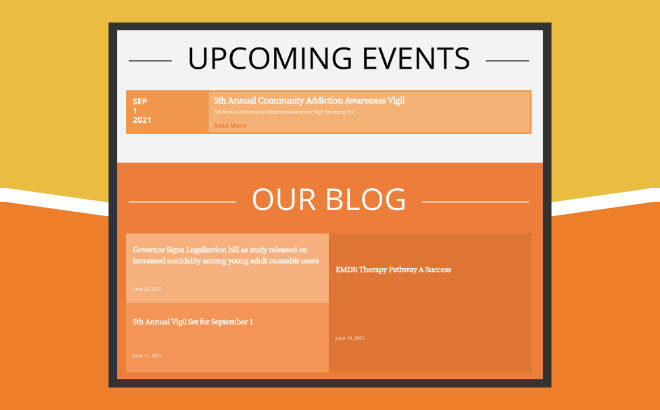 UPCOMING EVENTS
SEP
1
2021
5th Annual Community Addiction Awareness Vigil
5th Annual Community Addiction Awareness Vigil
Read More
OUR BLOG
Governor Signs Legalization bill as study released on
increased suicidality among young adult cannabis users
June 23, 2021
5th Annual Vigil Set for September 1
June 11, 2021
EMDR Therapy Pathway A Success
June 10, 2021